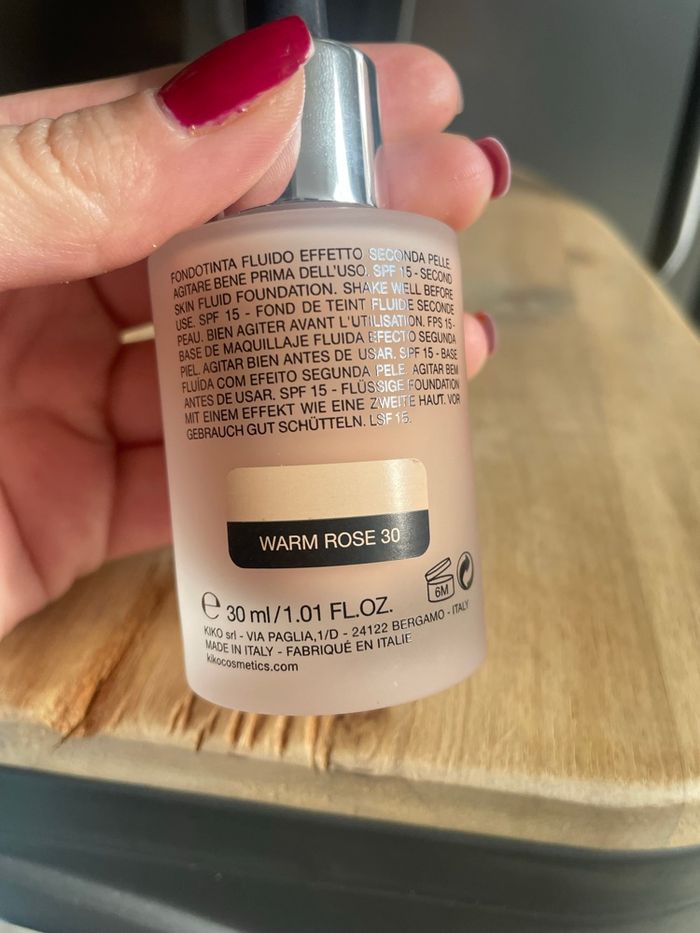 FONDOTINTA FLUIDO EFFETTO SECONDA PELLE
AGITARE BENE PRIMA DELL'USO. SPF 15 - SECOND
SKIN FLUID FOUNDATION. SHAKE WELL BEFORE
USE. SPF 15 - FOND DE TEINT FLUIDE SECONDE
PEAU. BIEN AGITER AVANT L'UTILISATION. FPS 15 -
BASE DE MAQUILLAJE FLUIDA EFECTO SEGUNDA
PIEL. AGITAR BIEN ANTES DE USAR. SPF 15 - BASE
FLUÍDA COM EFEITO SEGUNDA PELE. AGITAR BEM
ANTES DE USAR. SPF 15 - FLÜSSIGE FOUNDATION
MIT EINEM EFFEKT WIE EINE ZWEITE HAUT. VOR
GEBRAUCH GUT SCHÜTTELN. LSF 15.
WARM ROSE 30
6M
e 30 ml/1.01 FL.OZ.
KIKO srl - VIA PAGLIA,1/D - 24122 BERGAMO - ITALY
MADE IN ITALY - FABRIQUÉ EN ITALIE
kikocosmetics.com